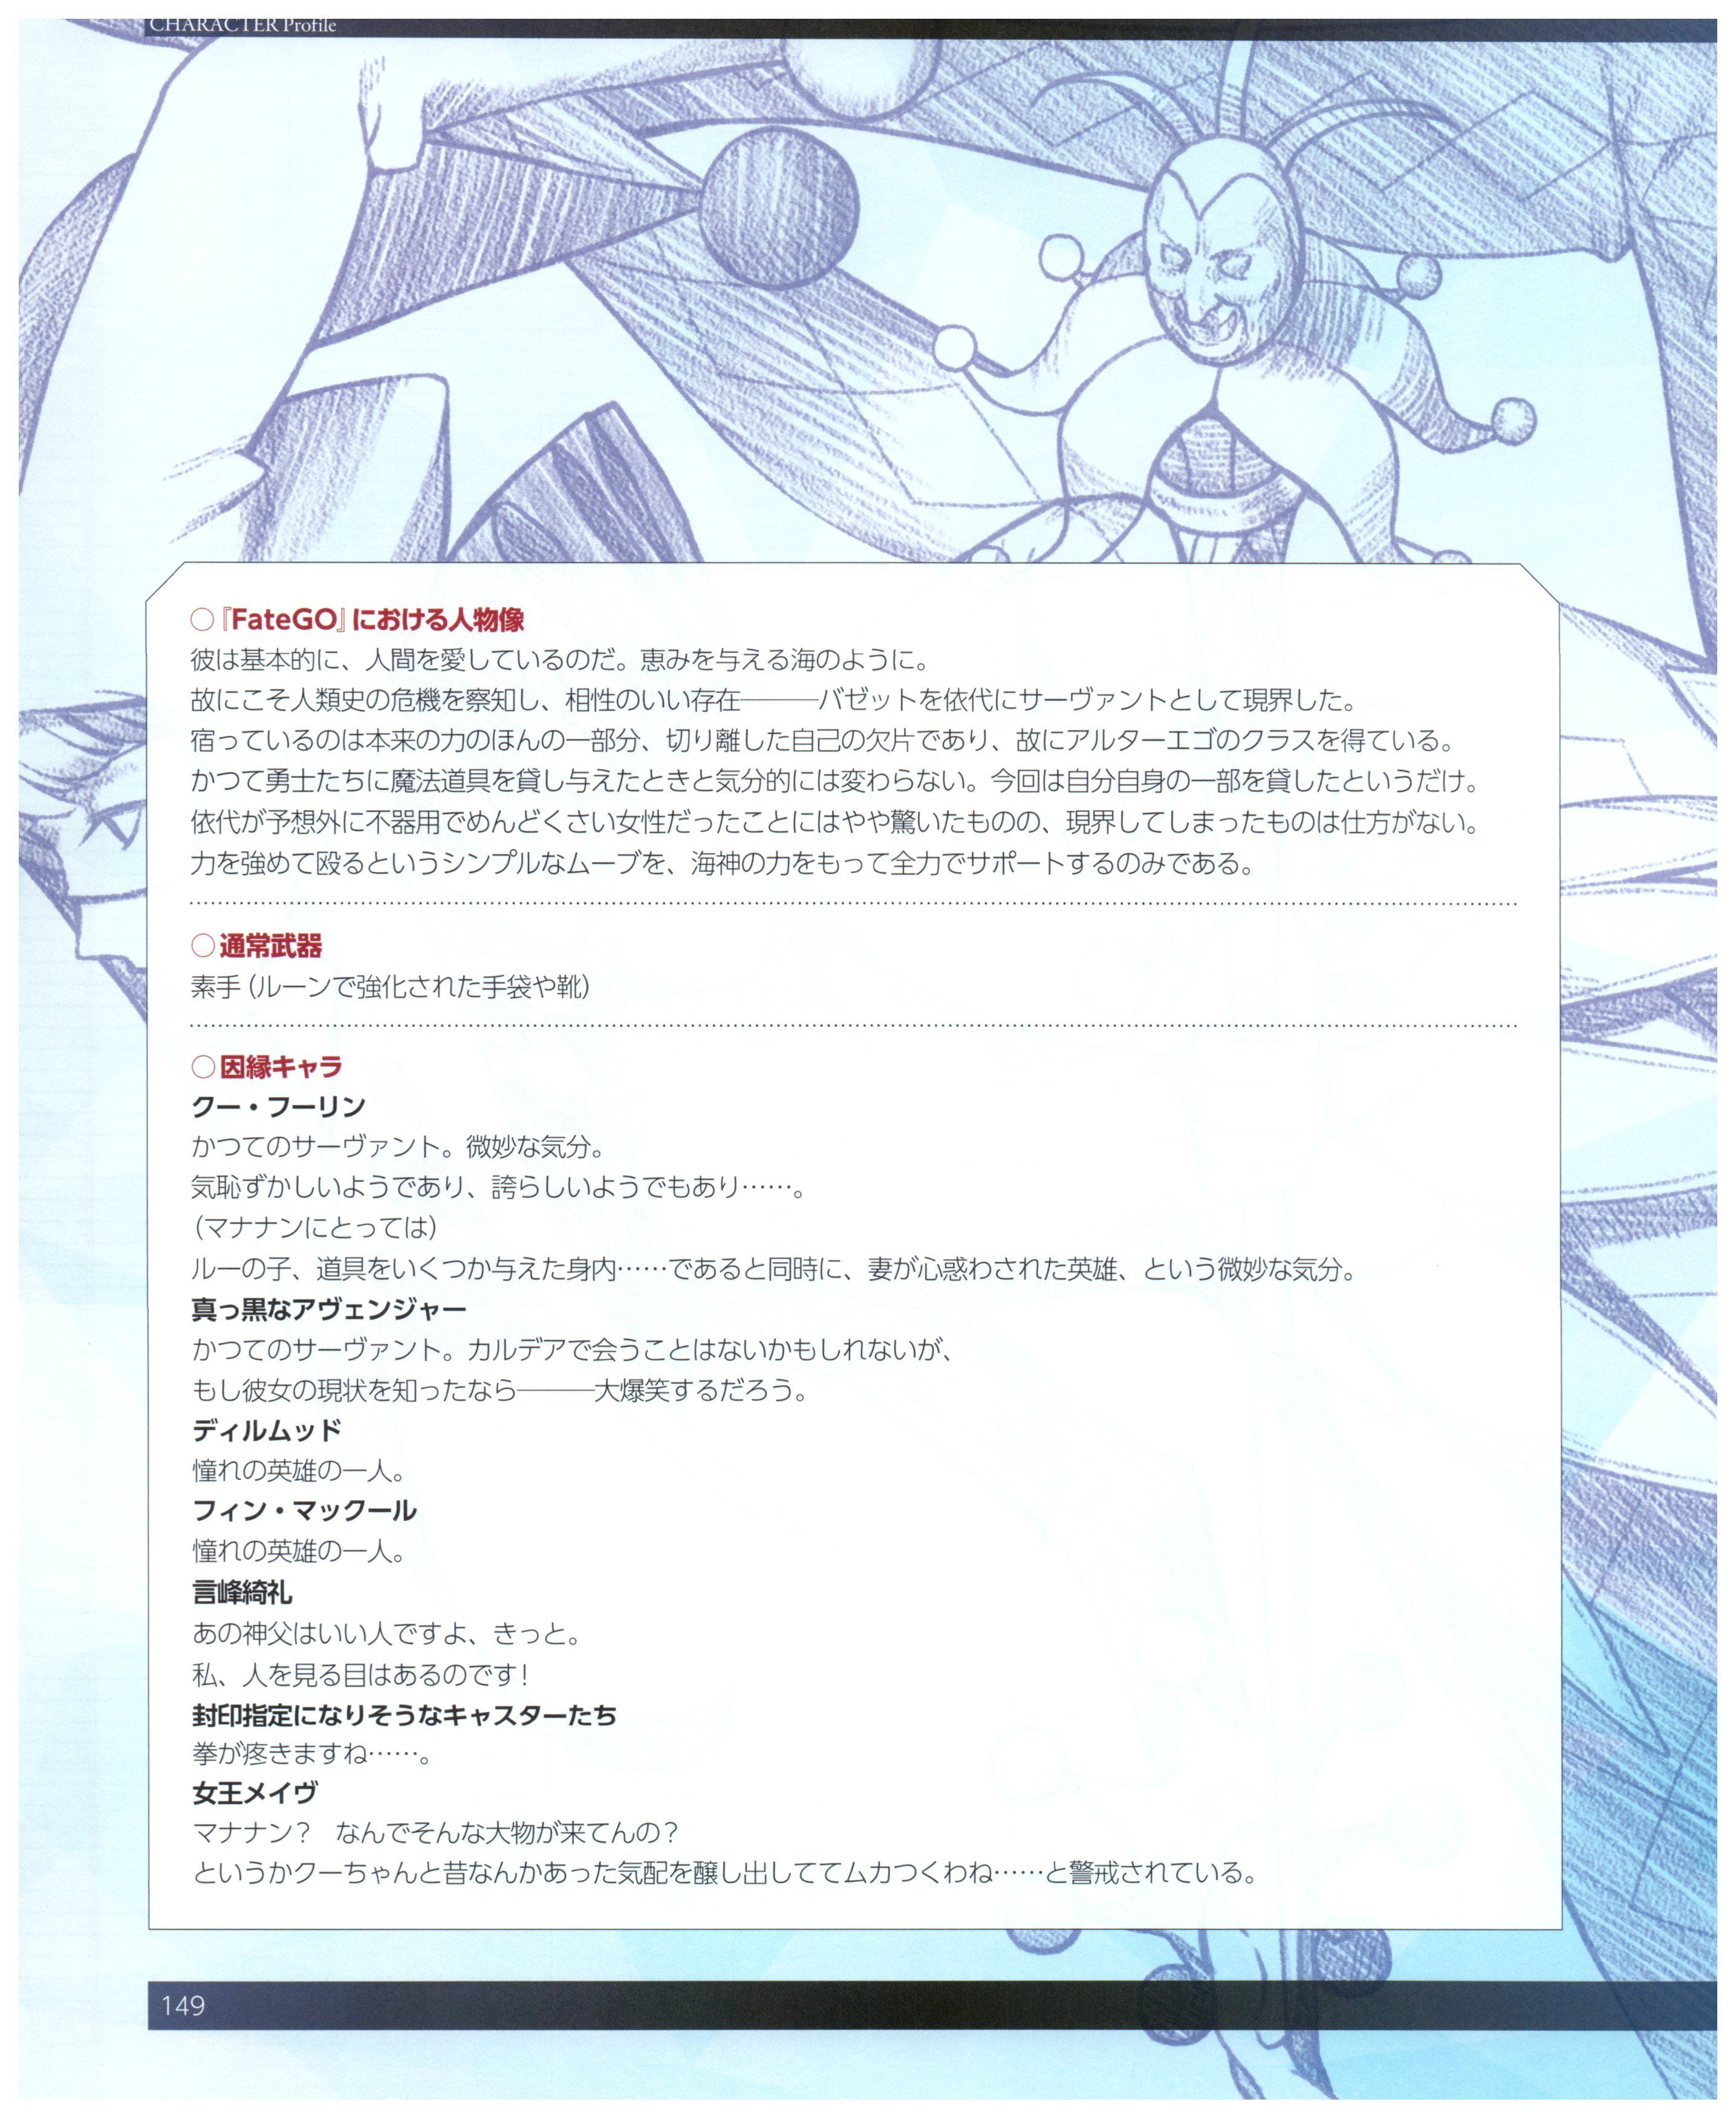 CHARACTER Profile
○『FateGO』における人物像
彼は基本的に、人間を愛しているのだ。恵みを与える海のように。
故にこそ人類史の危機を察知し、相性のいい存在───バゼットを依代にサーヴァントとして現界した。
宿っているのは本来の力のほんの一部分、切り離した自己の欠片であり、故にアルターエゴのクラスを得ている。
かつて勇士たちに魔法道具を貸し与えたときと気分的には変わらない。今回は自分自身の一部を貸したというだけ。
依代が予想外に不器用でめんどくさい女性だったことにはやや驚いたものの、現界してしまったものは仕方がない。
力を強めて殴るというシンプルなムーブを、海神の力をもって全力でサポートするのみである。
○通常武器
素手（ルーンで強化された手袋や靴）
○因縁キャラ
クー・フーリン
かつてのサーヴァント。微妙な気分。
気恥ずかしいようであり、誇らしいようでもあり……。
（マナナンにとっては）
ルーの子、道具をいくつか与えた身内……であると同時に、妻が心惑わされた英雄、という微妙な気分。
真っ黒なアヴェンジャー
かつてのサーヴァント。カルデアで会うことはないかもしれないが、
もし彼女の現状を知ったなら───大爆笑するだろう。
ディルムッド
憧れの英雄の一人。
フィン・マックール
憧れの英雄の一人。
言峰綺礼
あの神父はいい人ですよ、きっと。
私、人を見る目はあるのです！
封印指定になりそうなキャスターたち
拳が疼きますね……。
女王メイヴ
マナナン？　なんでそんな大物が来てんの？
というかクーちゃんと昔なんかあった気配を醸し出しててムカつくわね……と警戒されている。
149